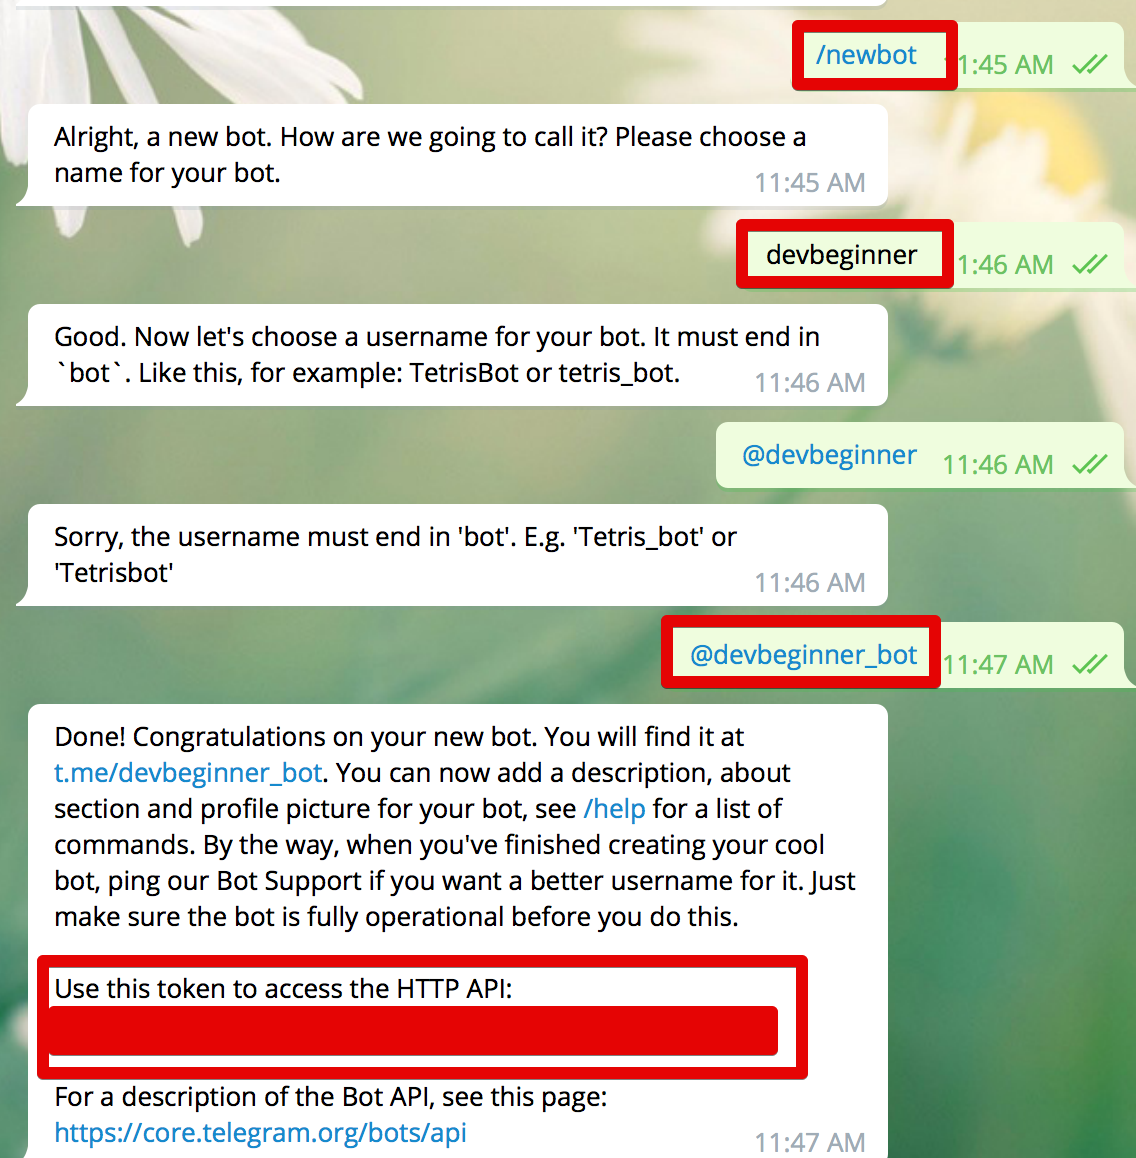 /newbot
1:45 AM
Alright, a new bot. How are we going to call it? Please choose a
name for your bot.
11:45 AM
devbeginner
1:46 AM
Good. Now let's choose a username for your bot. It must end in
`bot`. Like this, for example: TetrisBot or tetris_bot.
11:46 AM
@devbeginner
11:46 AM
Sorry, the username must end in 'bot'. E.g. 'Tetris_bot' or
'Tetrisbot'
11:46 AM
@devbeginner_bot
11:47 AM
Done! Congratulations on your new bot. You will find it at
t.me/devbeginner_bot. You can now add a description, about
section and profile picture for your bot, see /help for a list of
commands. By the way, when you've finished creating your cool
bot, ping our Bot Support if you want a better username for it. Just
make sure the bot is fully operational before you do this.
Use this token to access the HTTP API:
For a description of the Bot API, see this page:
https://core.telegram.org/bots/api
11:47 AM